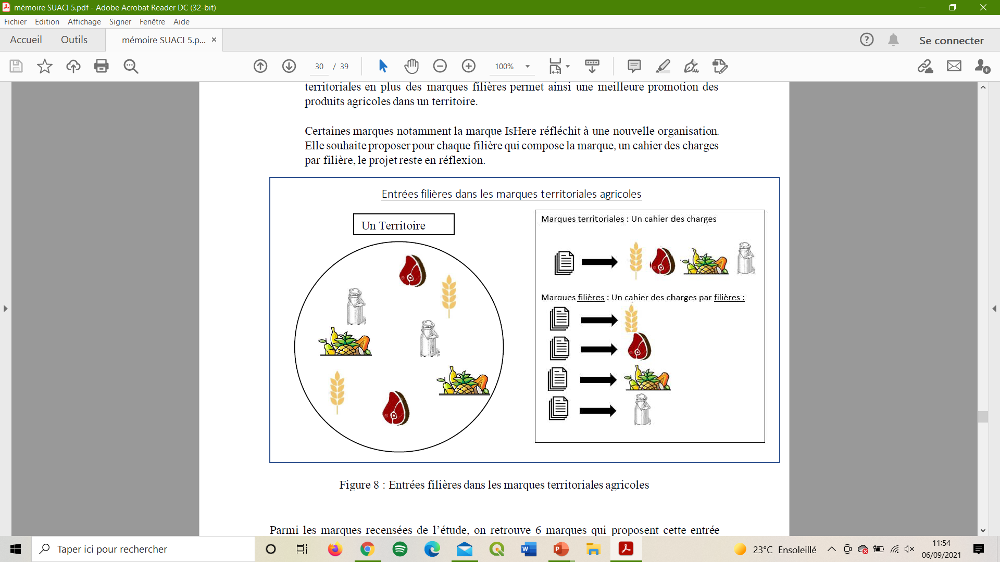 mémoire SUACI 5.pdf - Adobe Acrobat Reader DC (32-bit)
Fichier Edition Affichage Signer Fenêtre Aide
Accueil Outils mémoire SUACI 5.p... × Se connecter
30 / 39 100%
territoriales en plus des marques filières permet ainsi une meilleure promotion des
produits agricoles dans un territoire.
Certaines marques notamment la marque IsHere réfléchit à une nouvelle organisation.
Elle souhaite proposer pour chaque filière qui compose la marque, un cahier des charges
par filière, le projet reste en réflexion.
Entrées filières dans les marques territoriales agricoles
Un Territoire
Marques territoriales : Un cahier des charges
Marques filières : Un cahier des charges par filières :
Figure 8 : Entrées filières dans les marques territoriales agricoles
Parmi les marques recensées de l’étude, on retrouve 6 marques qui proposent cette entrée
Taper ici pour rechercher
23°C Ensoleillé
11:54
06/09/2021